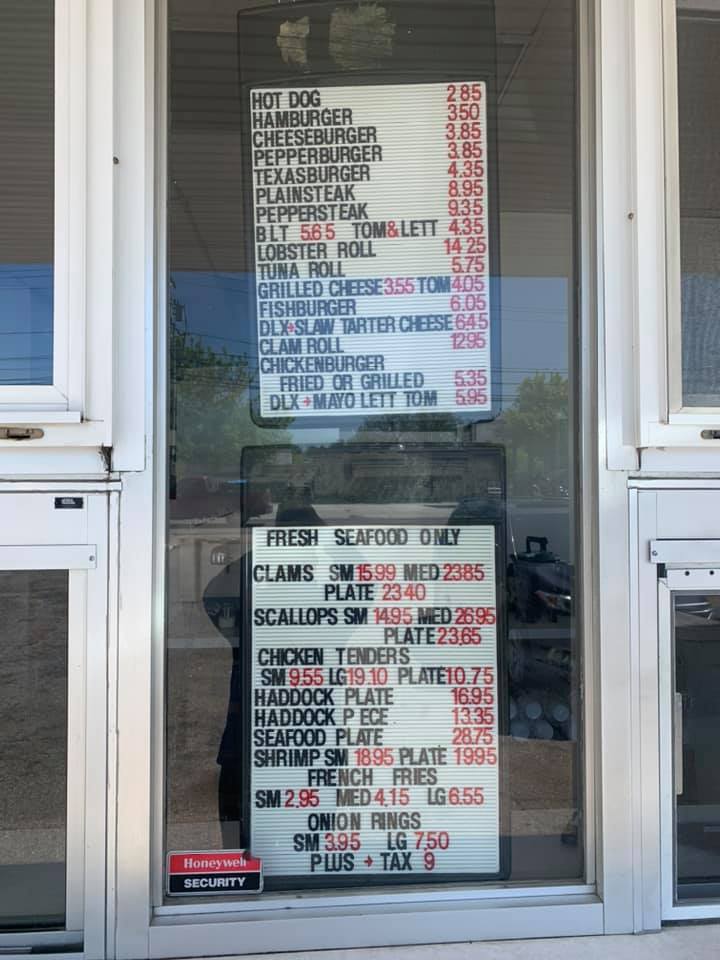 HOT DOG 2 85
HAMBURGER 350
CHEESEBURGER 3.85
PEPPERBURGER 3.85
TEXASBURGER 4.35
PLAINSTEAK 8.95
PEPPERSTEAK 9.35
BLT 5.65 TOM&LETT 4.35
LOBSTER ROLL 14 25
TUNA ROLL 5.75
GRILLED CHEESE 3.55 TOM 4.05
FISHBURGER 6.05
DLX+SLAW TARTER CHEESE 6.45
CLAM ROLL 12.95
CHICKENBURGER
FRIED OR GRILLED 5.35
DLX+MAYO LETT TOM 5.95
FRESH SEAFOOD ONLY
CLAMS SM 15.99 MED 23.85
PLATE 23 40
SCALLOPS SM 14.95 MED 26.95
PLATE 23.65
CHICKEN TENDERS
SM 9.55 LG 19.10 PLATE 10.75
HADDOCK PLATE 16.95
HADDOCK P ECE 13.35
SEAFOOD PLATE 28.75
SHRIMP SM 18.95 PLATE 19.95
FRENCH FRIES
SM 2.95 MED 4.15 LG 6.55
ONION RINGS
SM 3.95 LG 7.50
PLUS + TAX 9
Honeywell
SECURITY